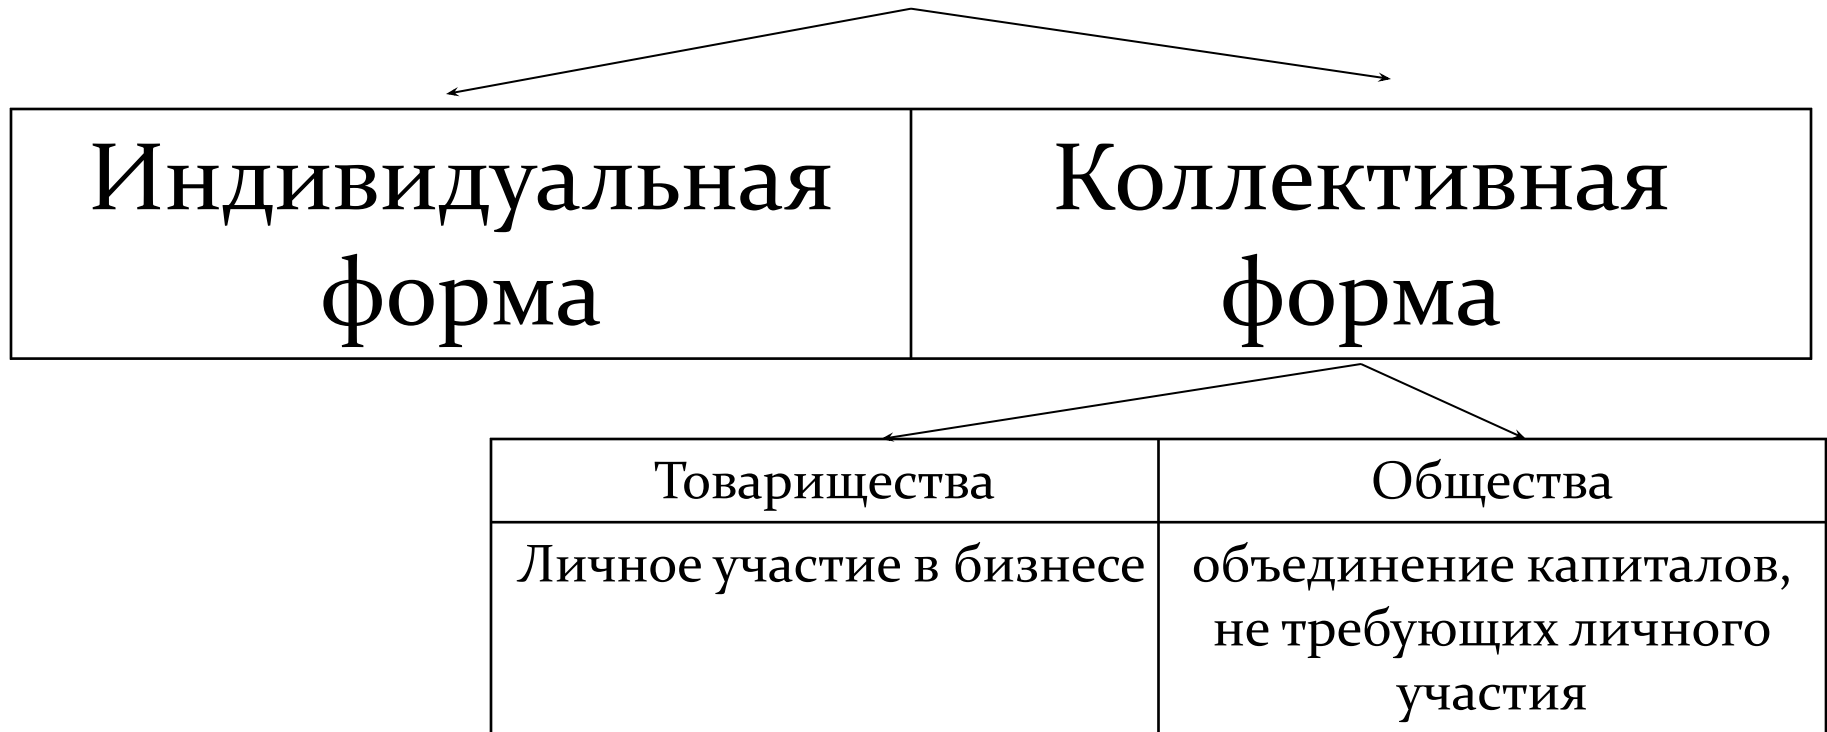 Индивидуальная
форма
Коллективная
форма
Товарищества
Общества
Личное участие в бизнесе
объединение капиталов,
не требующих личного
участия